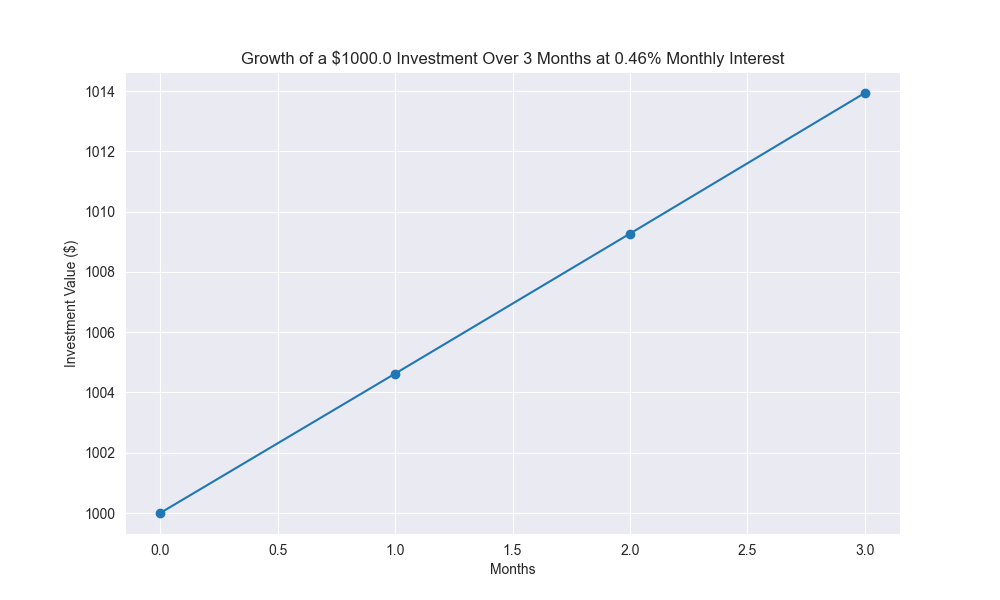 Growth of a $1000.0 Investment Over 3 Months at 0.46% Monthly Interest
1014
1012
1010
1008
1006
1004
1002
1000
Investment Value ($)
0.0 0.5 1.0 1.5 2.0 2.5 3.0
Months